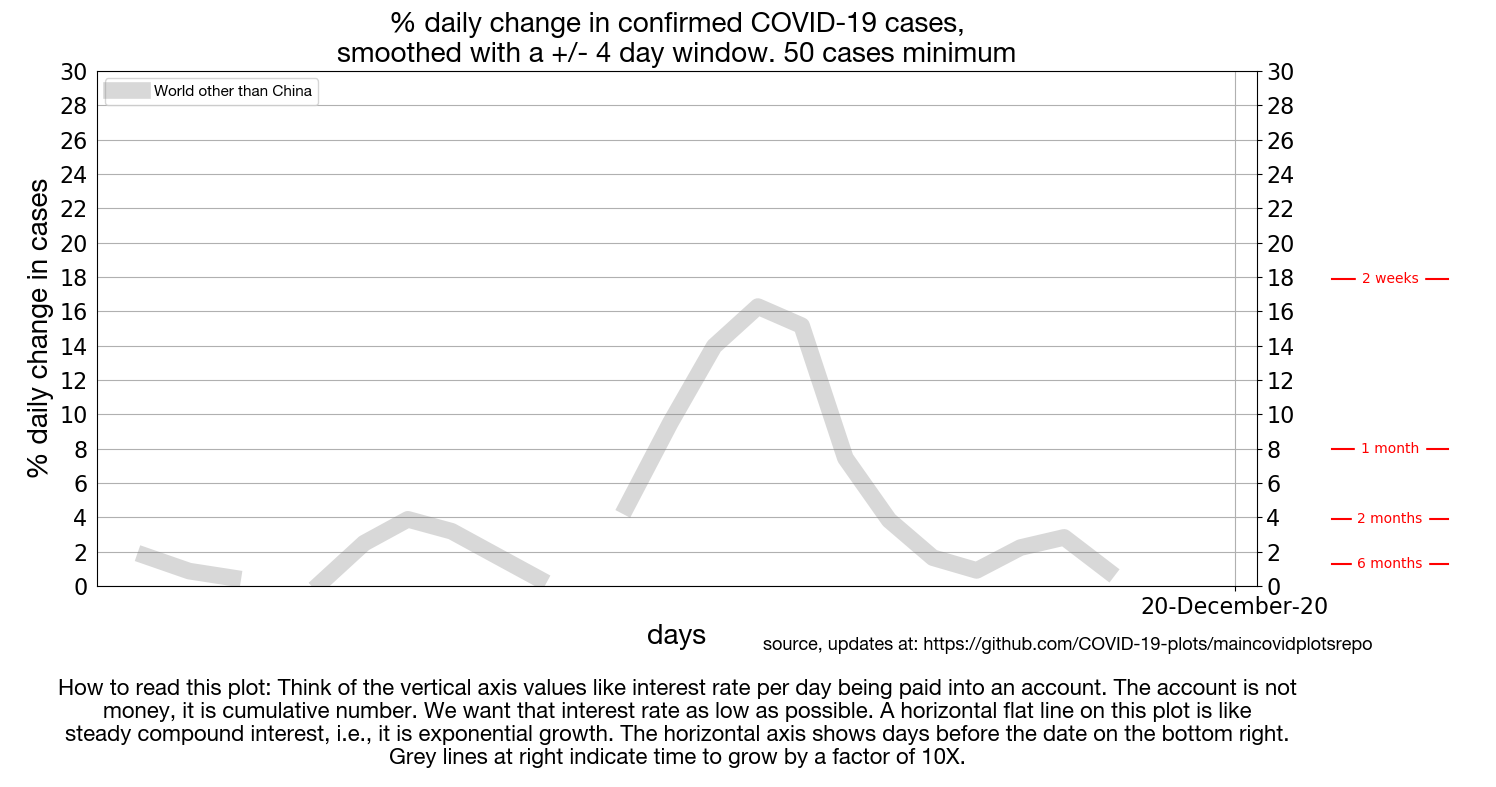 % daily change in confirmed COVID-19 cases,
smoothed with a +/- 4 day window. 50 cases minimum
World other than China
% daily change in cases
30
28
26
24
22
20
18
16
14
12
10
8
6
4
2
0
30
28
26
24
22
20
18
16
14
12
10
8
6
4
2
0
2 weeks
1 month
2 months
6 months
20-December-20
days
source, updates at: https://github.com/COVID-19-plots/maincovidplotsrepo
How to read this plot: Think of the vertical axis values like interest rate per day being paid into an account. The account is not
money, it is cumulative number. We want that interest rate as low as possible. A horizontal flat line on this plot is like
steady compound interest, i.e., it is exponential growth. The horizontal axis shows days before the date on the bottom right.
Grey lines at right indicate time to grow by a factor of 10X.